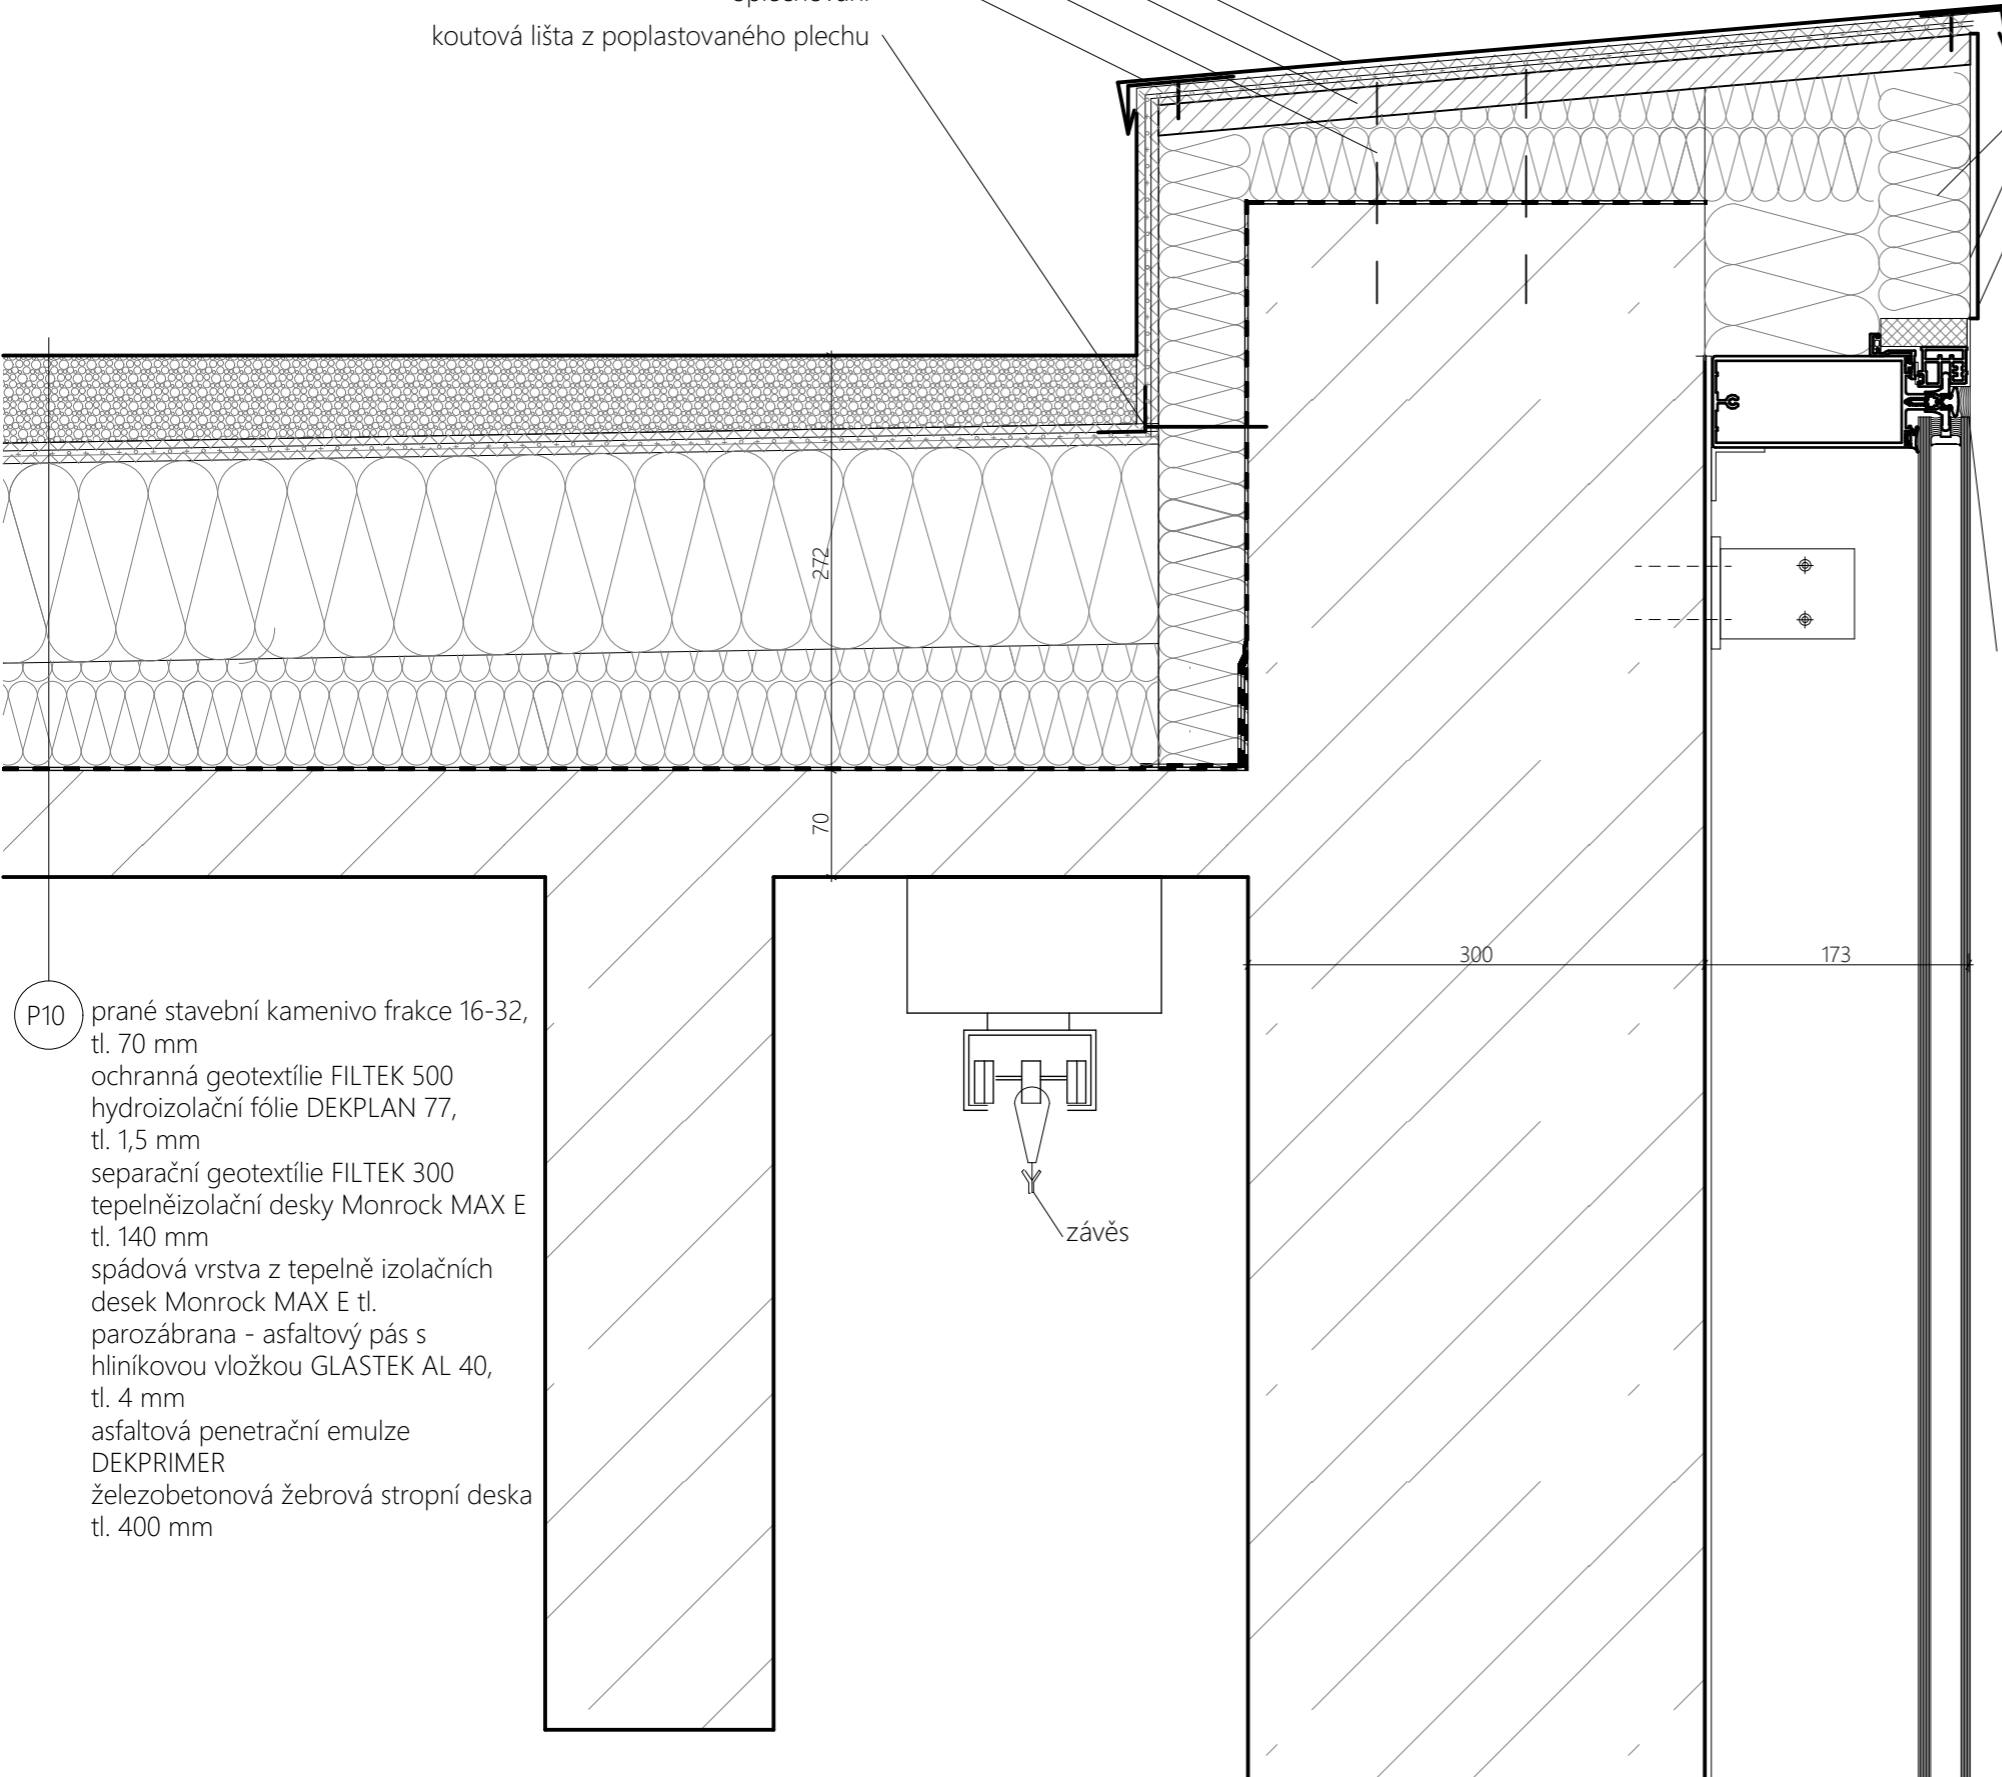 koutová lišta z poplastovaného plechu
272
70
300
173
P10
prané stavební kamenivo frakce 16-32,
tl. 70 mm
ochranná geotextílie FILTEK 500
hydroizolační fólie DEKPLAN 77,
tl. 1,5 mm
separační geotextílie FILTEK 300
tepelněizolační desky Monrock MAX E
tl. 140 mm
spádová vrstva z tepelně izolačních
desek Monrock MAX E tl.
parozábrana - asfaltový pás s
hliníkovou vložkou GLASTEK AL 40,
tl. 4 mm
asfaltová penetrační emulze
DEKPRIMER
železobetonová žebrová stropní deska
tl. 400 mm
závěs